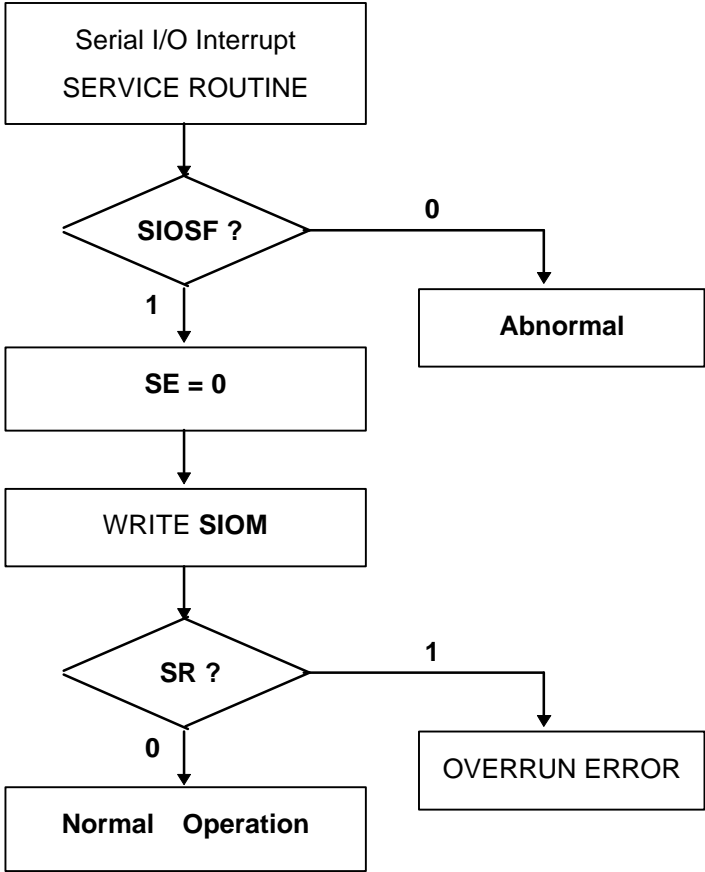 Serial I/O Interrupt
SERVICE ROUTINE
SIOSF ?
0
Abnormal
1
SE = 0
WRITE SIOM
SR ?
1
OVERRUN ERROR
0
Normal Operation